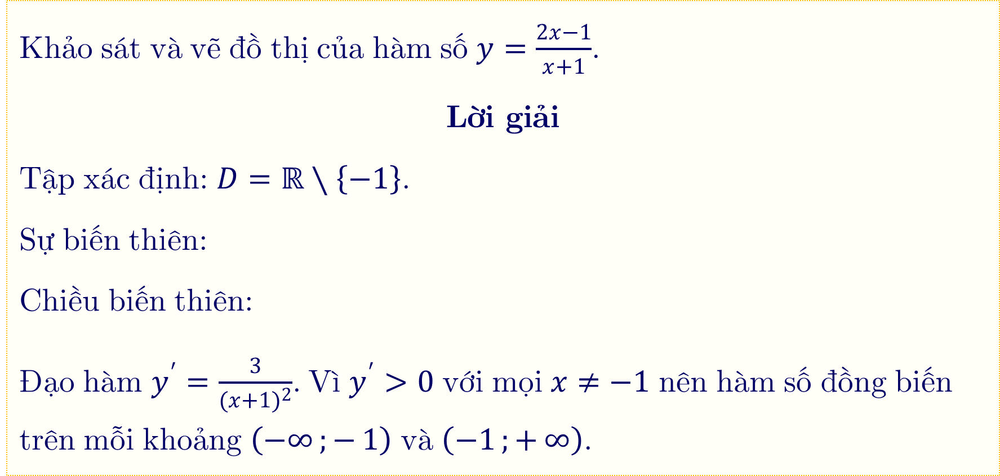 Khảo sát và vẽ đồ thị của hàm số $y = \frac{2x-1}{x+1}$.
Lời giải
Tập xác định: $D = \mathbb{R} \setminus \{-1\}$.
Sự biến thiên:
Chiều biến thiên:
Đạo hàm $y' = \frac{3}{(x+1)^2}$. Vì $y' > 0$ với mọi $x \neq -1$ nên hàm số đồng biến
trên mỗi khoảng $(-\infty; -1)$ và $(-1; +\infty)$.